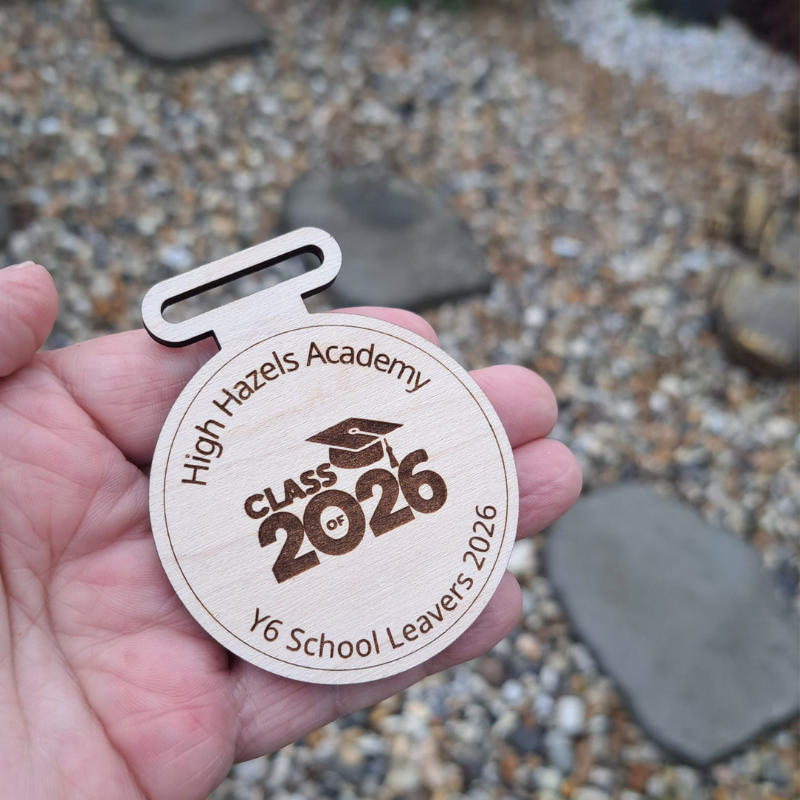 High Hazels Academy
CLASS
OF
2026
Y6 School Leavers 2026